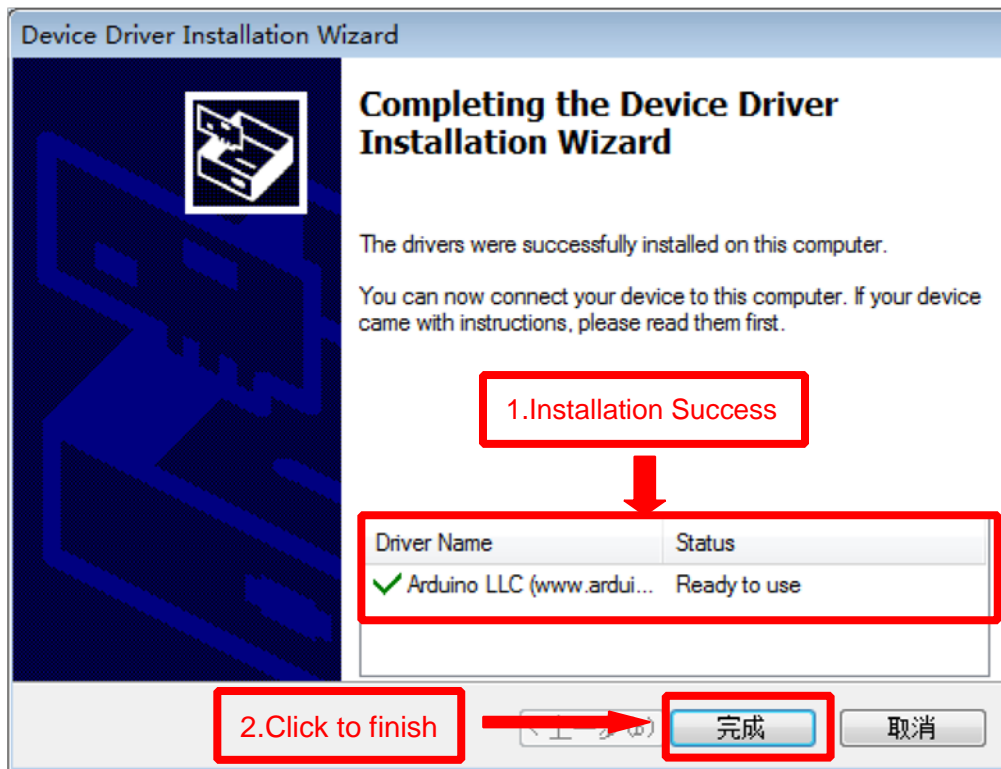 Device Driver Installation Wizard
Completing the Device Driver
Installation Wizard
The drivers were successfully installed on this computer.
You can now connect your device to this computer. If your device
came with instructions, please read them first.
1.Installation Success
Driver Name Status
Arduino LLC (www.ardui... Ready to use
2.Click to finish
完成 取消